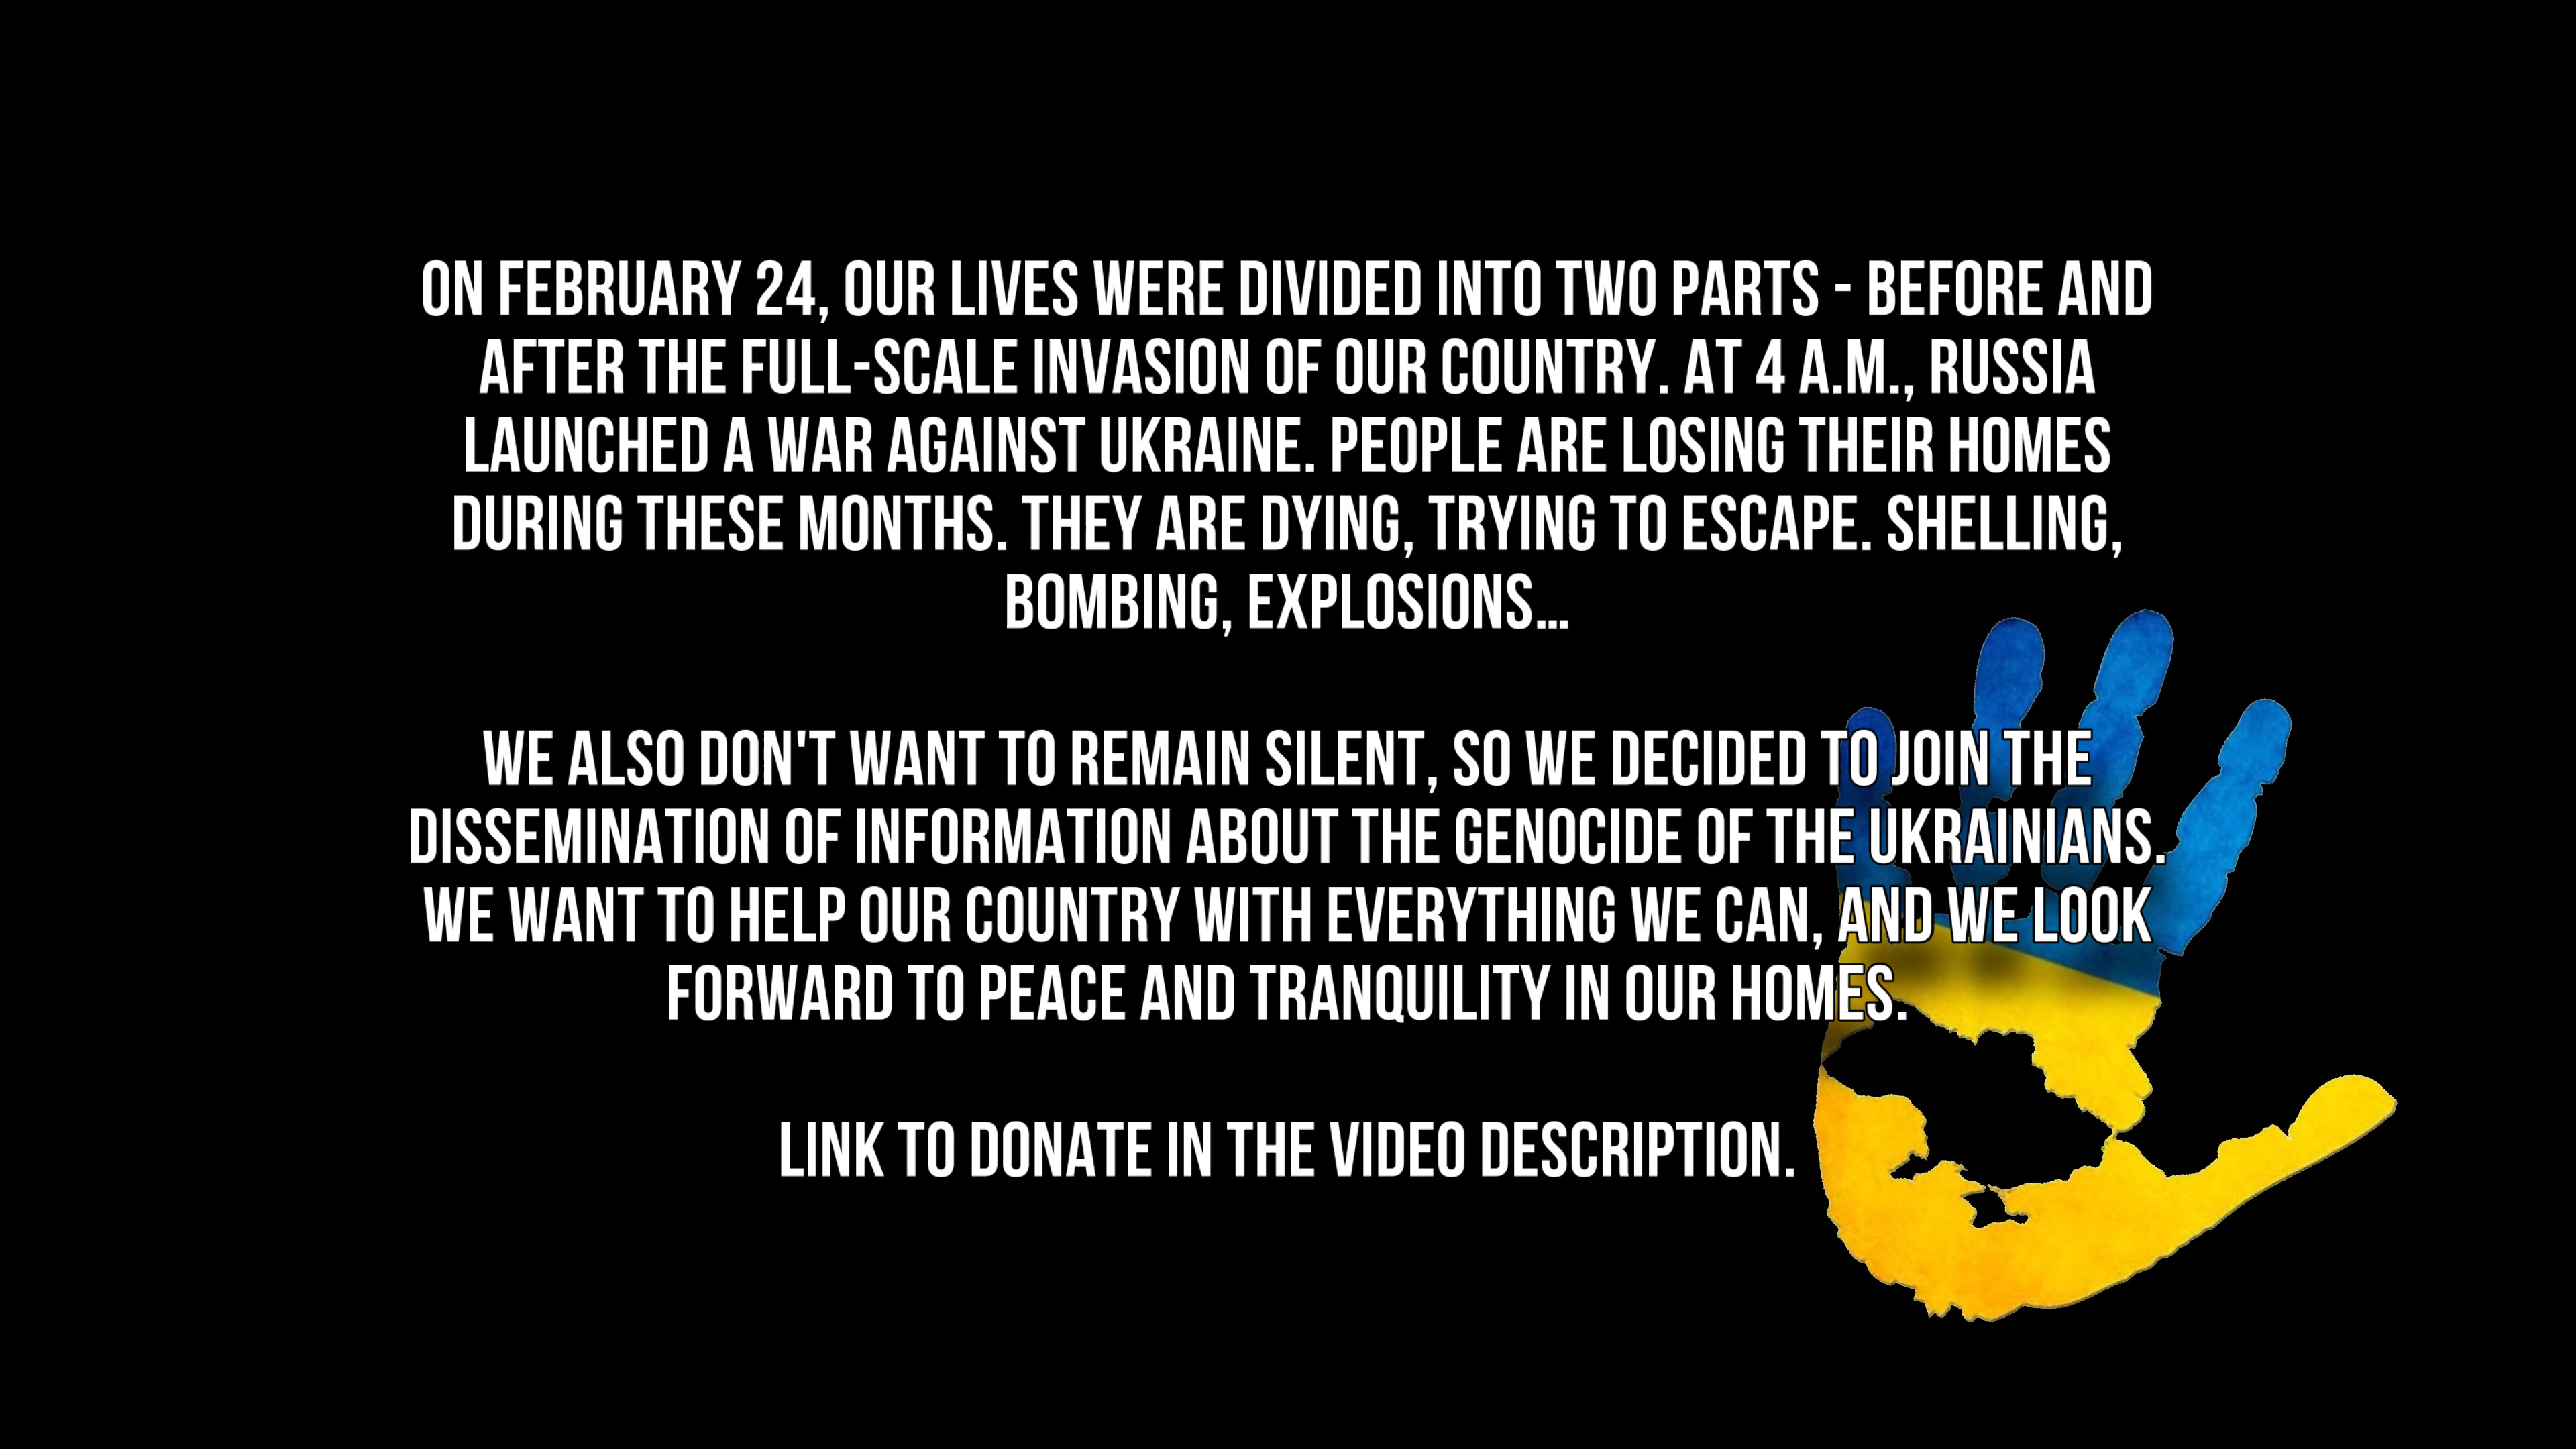 ON FEBRUARY 24, OUR LIVES WERE DIVIDED INTO TWO PARTS - BEFORE AND
AFTER THE FULL-SCALE INVASION OF OUR COUNTRY. AT 4 A.M., RUSSIA
LAUNCHED A WAR AGAINST UKRAINE. PEOPLE ARE LOSING THEIR HOMES
DURING THESE MONTHS. THEY ARE DYING, TRYING TO ESCAPE. SHELLING,
BOMBING, EXPLOSIONS...
WE ALSO DON'T WANT TO REMAIN SILENT, SO WE DECIDED TO JOIN THE
DISSEMINATION OF INFORMATION ABOUT THE GENOCIDE OF THE UKRAINIANS.
WE WANT TO HELP OUR COUNTRY WITH EVERYTHING WE CAN, AND WE LOOK
FORWARD TO PEACE AND TRANQUILITY IN OUR HOMES.
LINK TO DONATE IN THE VIDEO DESCRIPTION.